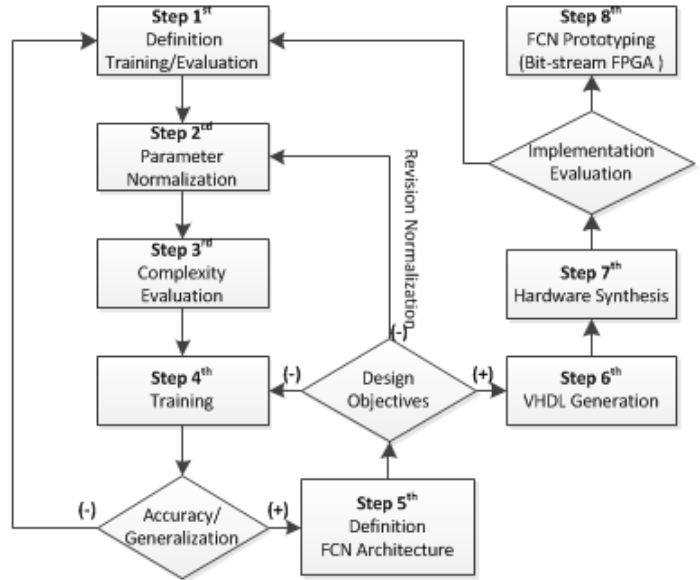 Step 1st
Definition
Training/Evaluation
Step 2cd
Parameter
Normalization
Step 3rd
Complexity
Evaluation
Step 4th
Training
(-)
Accuracy/
Generalization
(+)
Step 5th
Definition
FCN Architecture
(-)
Design
Objectives
(-)
Revision Normalization
(+)
Step 6th
VHDL Generation
Step 7th
Hardware Synthesis
Implementation
Evaluation
Step 8th
FCN Prototyping
(Bit-stream FPGA )